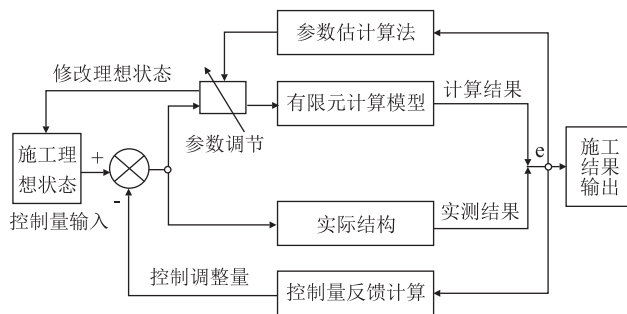 参数估计算法
修改理想状态
有限元计算模型
计算结果
参数调节
施工理
想状态
+
-
e
施工
结果
输出
控制量输入
实际结构
实测结果
控制调整量
控制量反馈计算